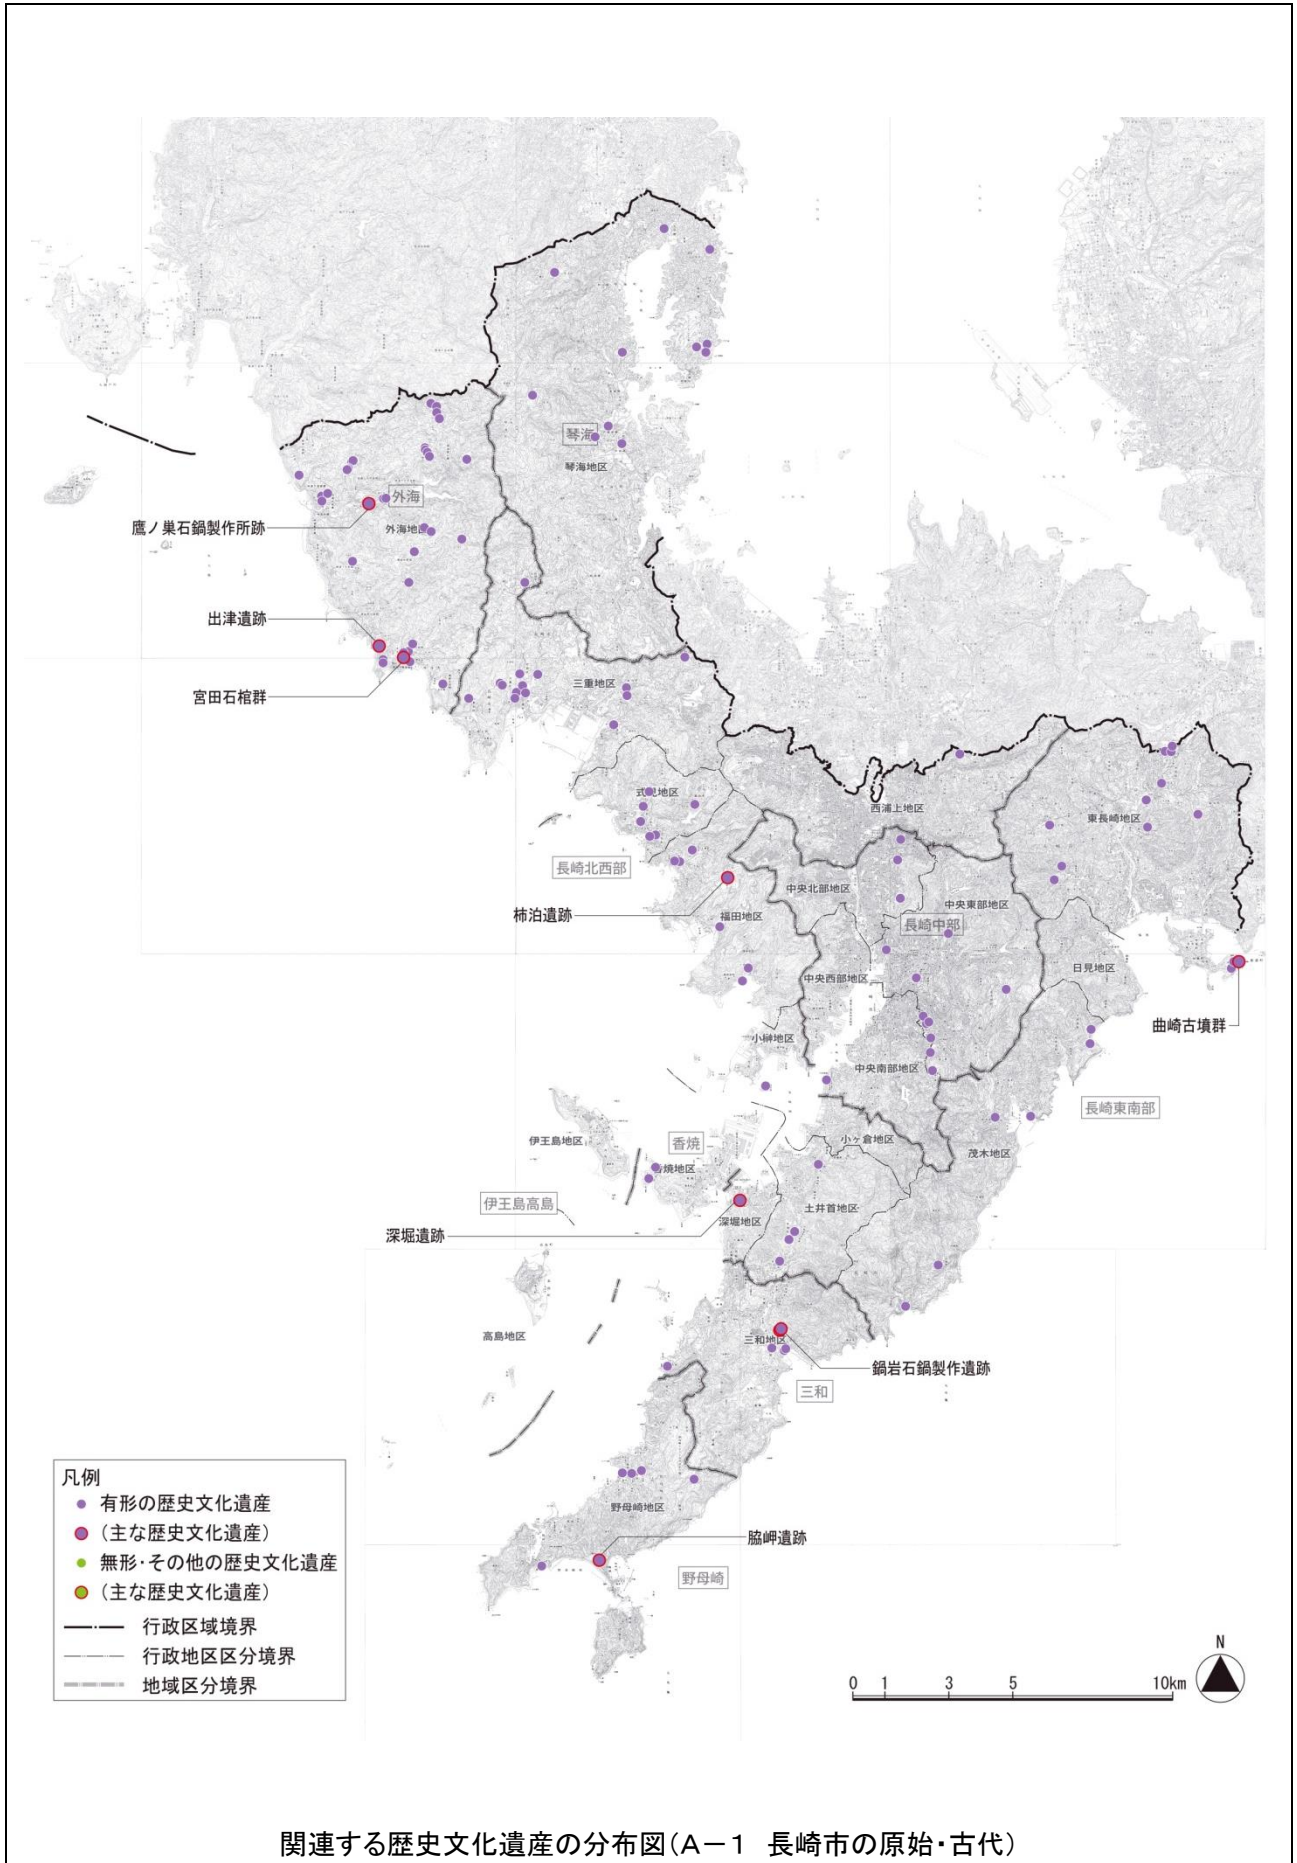 琴海
琴海地区
外海
鷹ノ巣石鍋製作所跡
外海地区
出津遺跡
宮田石棺群
三重地区
式見地区
西浦上地区
東長崎地区
長崎北西部
中央北部地区
中央東部地区
柿泊遺跡
福田地区
長崎中部
中央西部地区
日見地区
曲崎古墳群
小榊地区
中央南部地区
長崎東南部
伊王島地区
香焼
小ヶ倉地区
香焼地区
茂木地区
伊王島高島
土井首地区
深堀地区
深堀遺跡
高島地区
三和地区
鍋岩石鍋製作遺跡
三和
野母崎地区
脇岬遺跡
野母崎
凡例
有形の歴史文化遺産
(主な歴史文化遺産)
無形・その他の歴史文化遺産
(主な歴史文化遺産)
行政区域境界
行政地区区分境界
地域区分境界
N
0 1 3 5 10km
関連する歴史文化遺産の分布図(A-1 長崎市の原始・古代)